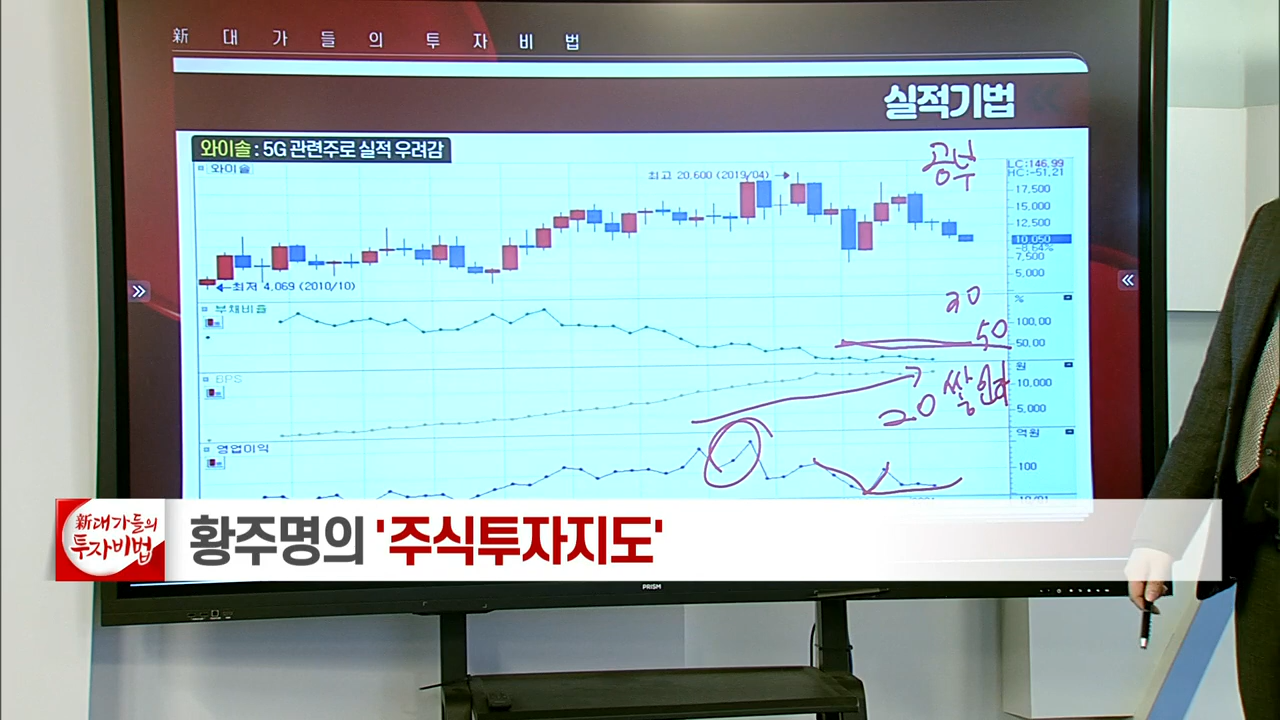 新 대 가 들 의 투 자 비 법
실적기법
와이솔 : 5G 관련주로 실적 우려감
와이솔
공부
최고 20,600 (2019/04)
LC:146.99
HC:-51.21
17,500
15,000
12,500
10,050
-8.64%
7,500
5,000
최저 4,069 (2010/10)
부채비율
20
%
100,00
50
50,00
BPS
원
10,000
20
5,000
영업이익
억원
100
新대가들의
투자비법
황주명의 '주식투자지도'
PRISM